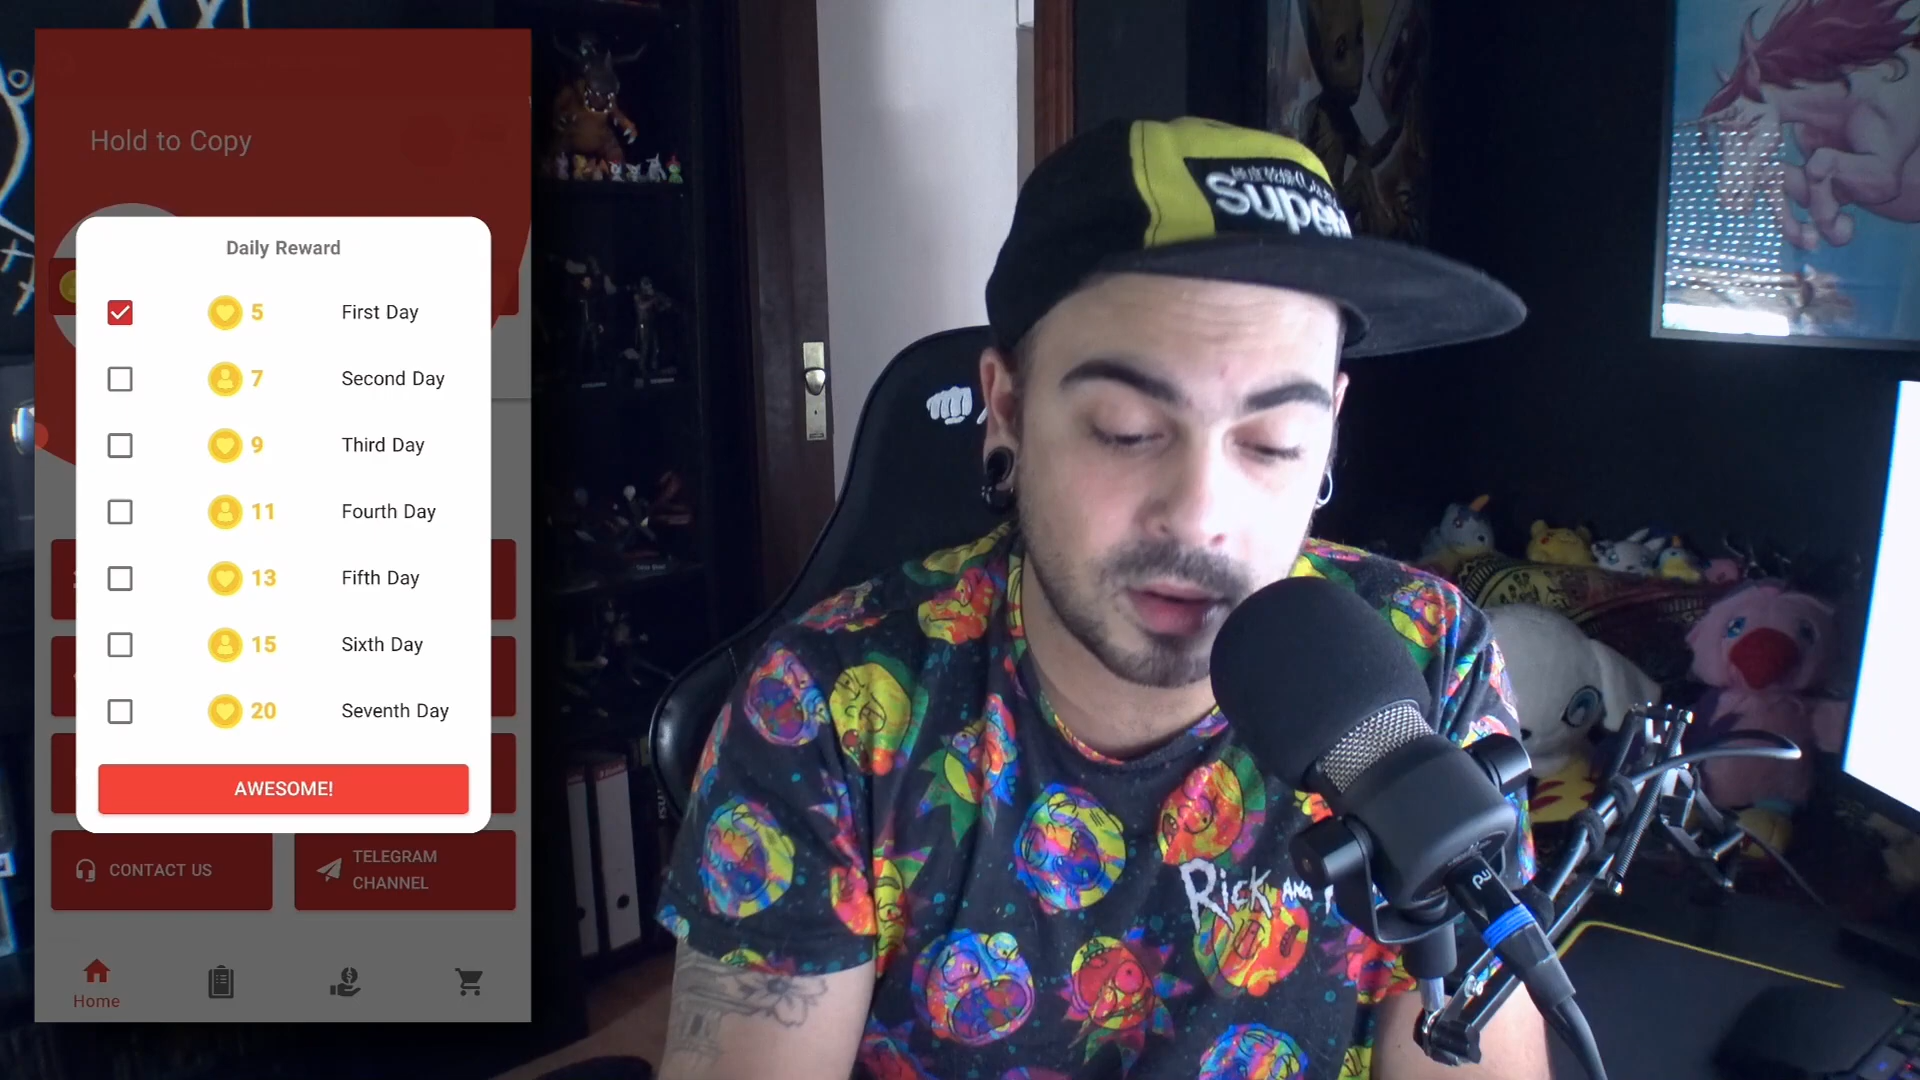 Hold to Copy
Daily Reward
5 First Day
7 Second Day
9 Third Day
11 Fourth Day
13 Fifth Day
15 Sixth Day
20 Seventh Day
AWESOME!
CONTACT US
TELEGRAM
CHANNEL
Home
Rick And